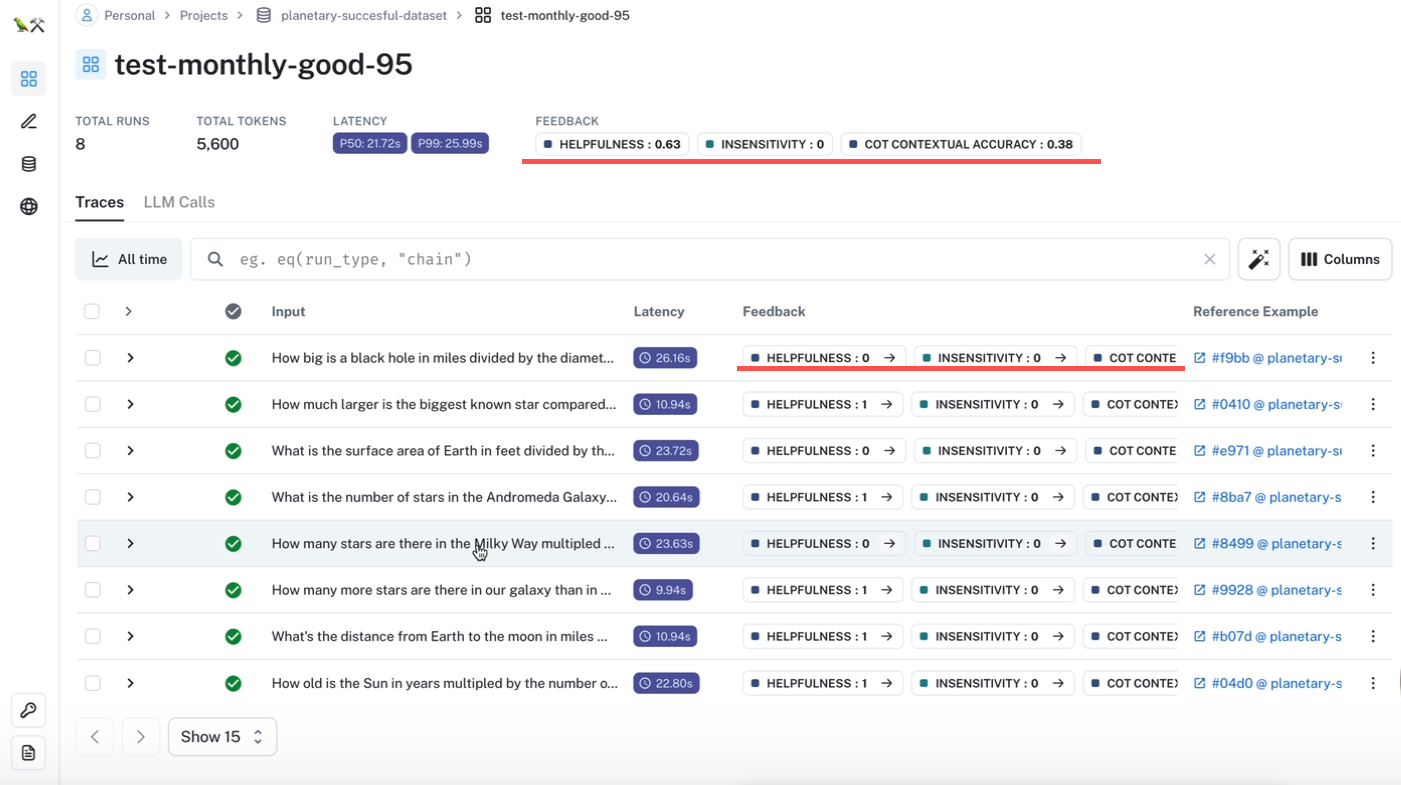 Personal > Projects > planetary-succesful-dataset > test-monthly-good-95
test-monthly-good-95
TOTAL RUNS TOTAL TOKENS LATENCY FEEDBACK
8 5,600 P50: 21.72s P99: 25.99s HELPFULNESS : 0.63 INSENSITIVITY : 0 COT CONTEXTUAL ACCURACY : 0.38
Traces LLM Calls
All time eg. eq(run_type, "chain") Columns
Input Latency Feedback Reference Example
How big is a black hole in miles divided by the diamet... 26.16s HELPFULNESS : 0 → INSENSITIVITY : 0 → COT CONTE #f9bb @ planetary-su
How much larger is the biggest known star compared... 10.94s HELPFULNESS : 1 → INSENSITIVITY : 0 → COT CONTEX #0410 @ planetary-s
What is the surface area of Earth in feet divided by th... 23.72s HELPFULNESS : 0 → INSENSITIVITY : 0 → COT CONTE #e971 @ planetary-su
What is the number of stars in the Andromeda Galaxy... 20.64s HELPFULNESS : 1 → INSENSITIVITY : 0 → COT CONTEX #8ba7 @ planetary-s
How many stars are there in the Milky Way multipled ... 23.63s HELPFULNESS : 0 → INSENSITIVITY : 0 → COT CONTE #8499 @ planetary-s
How many more stars are there in our galaxy than in ... 9.94s HELPFULNESS : 1 → INSENSITIVITY : 0 → COT CONTEX #9928 @ planetary-s
What's the distance from Earth to the moon in miles ... 10.94s HELPFULNESS : 1 → INSENSITIVITY : 0 → COT CONTEX #b07d @ planetary-s
How old is the Sun in years multipled by the number o... 22.80s HELPFULNESS : 1 → INSENSITIVITY : 0 → COT CONTEX #04d0 @ planetary-s
Show 15